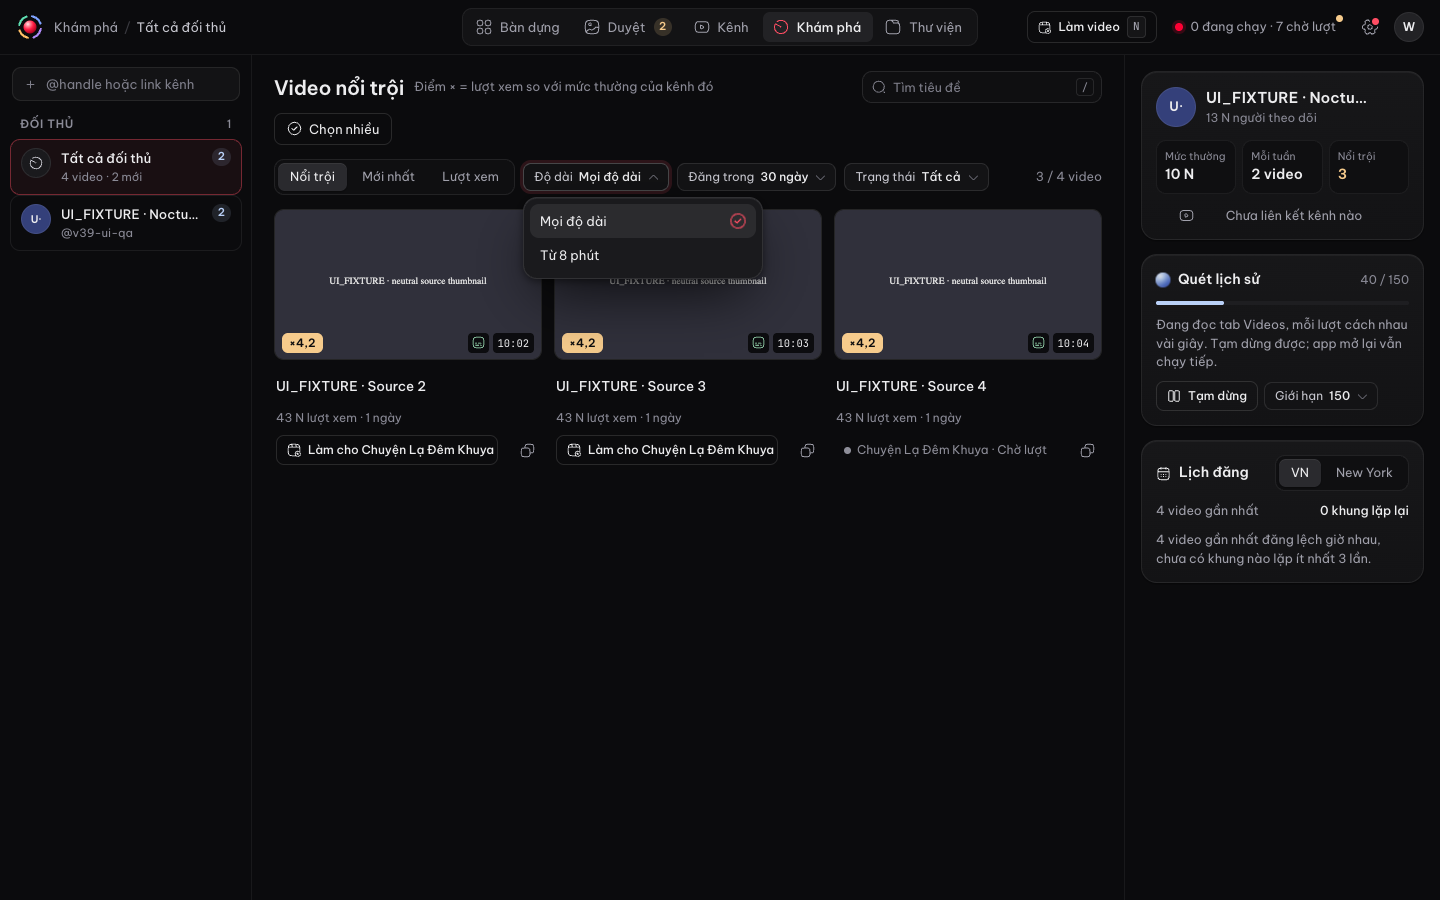 Khám phá / Tất cả đối thủ
Bàn dựng
Duyệt 2
Kênh
Khám phá
Thư viện
Làm video N
0 đang chạy · 7 chờ lượt
W
+ @handle hoặc link kênh
ĐỐI THỦ 1
Tất cả đối thủ 2
4 video · 2 mới
U·
UI_FIXTURE · Noctu... 2
@v39-ui-qa
Video nổi trội
Điểm × = lượt xem so với mức thường của kênh đó
Tìm tiêu đề /
Chọn nhiều
Nổi trội
Mới nhất
Lượt xem
Độ dài Mọi độ dài
Đăng trong 30 ngày
Trạng thái Tất cả
3 / 4 video
Mọi độ dài
Từ 8 phút
UI_FIXTURE · neutral source thumbnail
×4,2
10:02
UI_FIXTURE · Source 2
43 N lượt xem · 1 ngày
Làm cho Chuyện Lạ Đêm Khuya
UI_FIXTURE · neutral source thumbnail
×4,2
10:03
UI_FIXTURE · Source 3
43 N lượt xem · 1 ngày
Làm cho Chuyện Lạ Đêm Khuya
UI_FIXTURE · neutral source thumbnail
×4,2
10:04
UI_FIXTURE · Source 4
43 N lượt xem · 1 ngày
Chuyện Lạ Đêm Khuya · Chờ lượt
U·
UI_FIXTURE · Noctu...
13 N người theo dõi
Mức thường
10 N
Mỗi tuần
2 video
Nổi trội
3
Chưa liên kết kênh nào
Quét lịch sử 40 / 150
Đang đọc tab Videos, mỗi lượt cách nhau
vài giây. Tạm dừng được; app mở lại vẫn
chạy tiếp.
Tạm dừng
Giới hạn 150
Lịch đăng
VN
New York
4 video gần nhất 0 khung lặp lại
4 video gần nhất đăng lệch giờ nhau,
chưa có khung nào lặp ít nhất 3 lần.